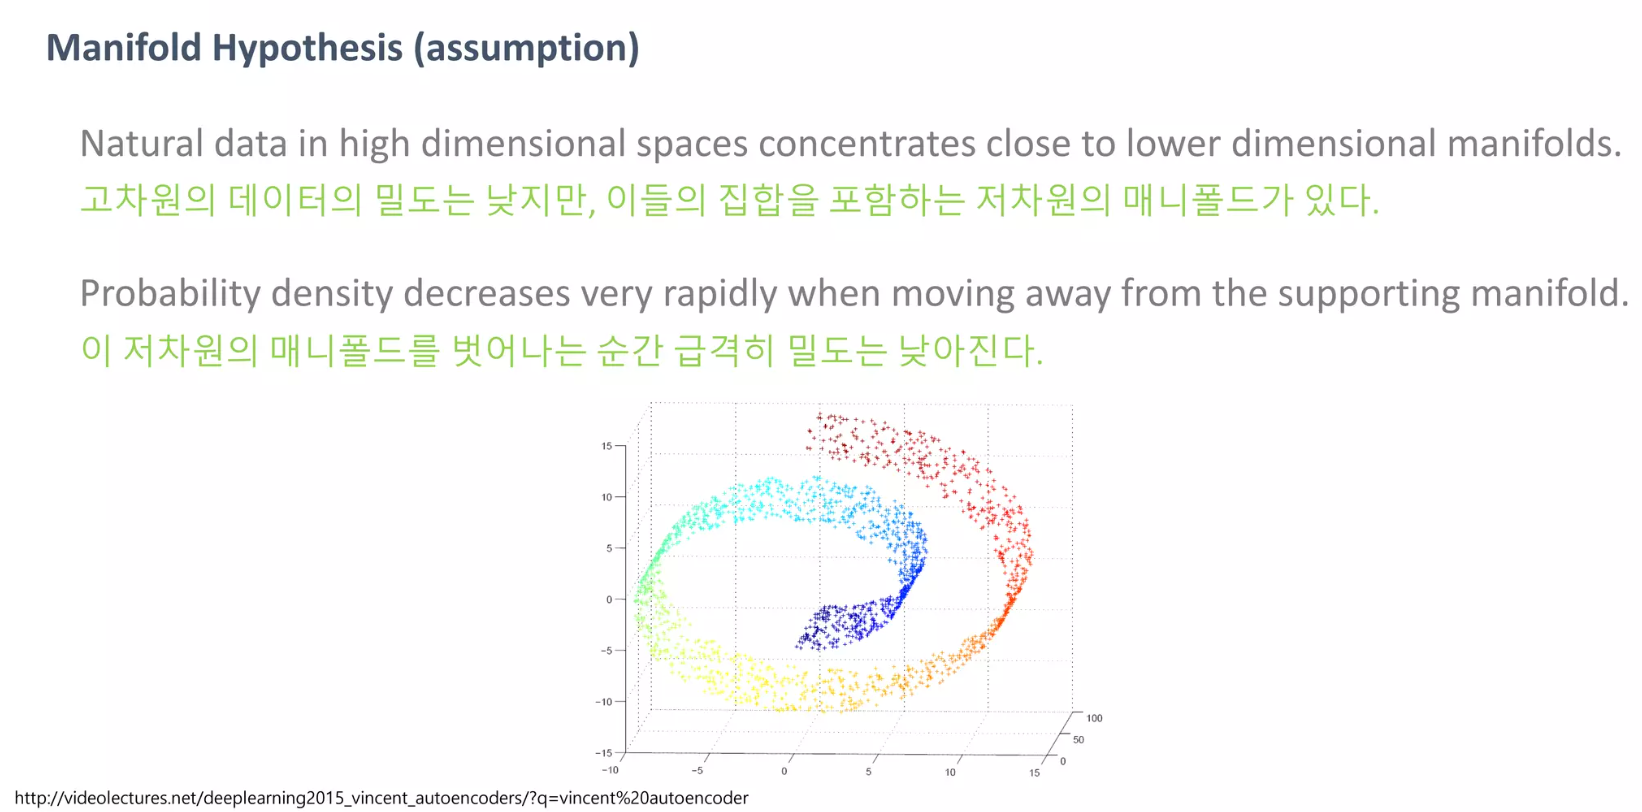 Manifold Hypothesis (assumption)
Natural data in high dimensional spaces concentrates close to lower dimensional manifolds.
고차원의 데이터의 밀도는 낮지만, 이들의 집합을 포함하는 저차원의 매니폴드가 있다.
Probability density decreases very rapidly when moving away from the supporting manifold.
이 저차원의 매니폴드를 벗어나는 순간 급격히 밀도는 낮아진다.
15
10
5
0
−5
−10
−15
−10 −5 0 5 10 15
0
50
100
http://videolectures.net/deeplearning2015_vincent_autoencoders/?q=vincent%20autoencoder